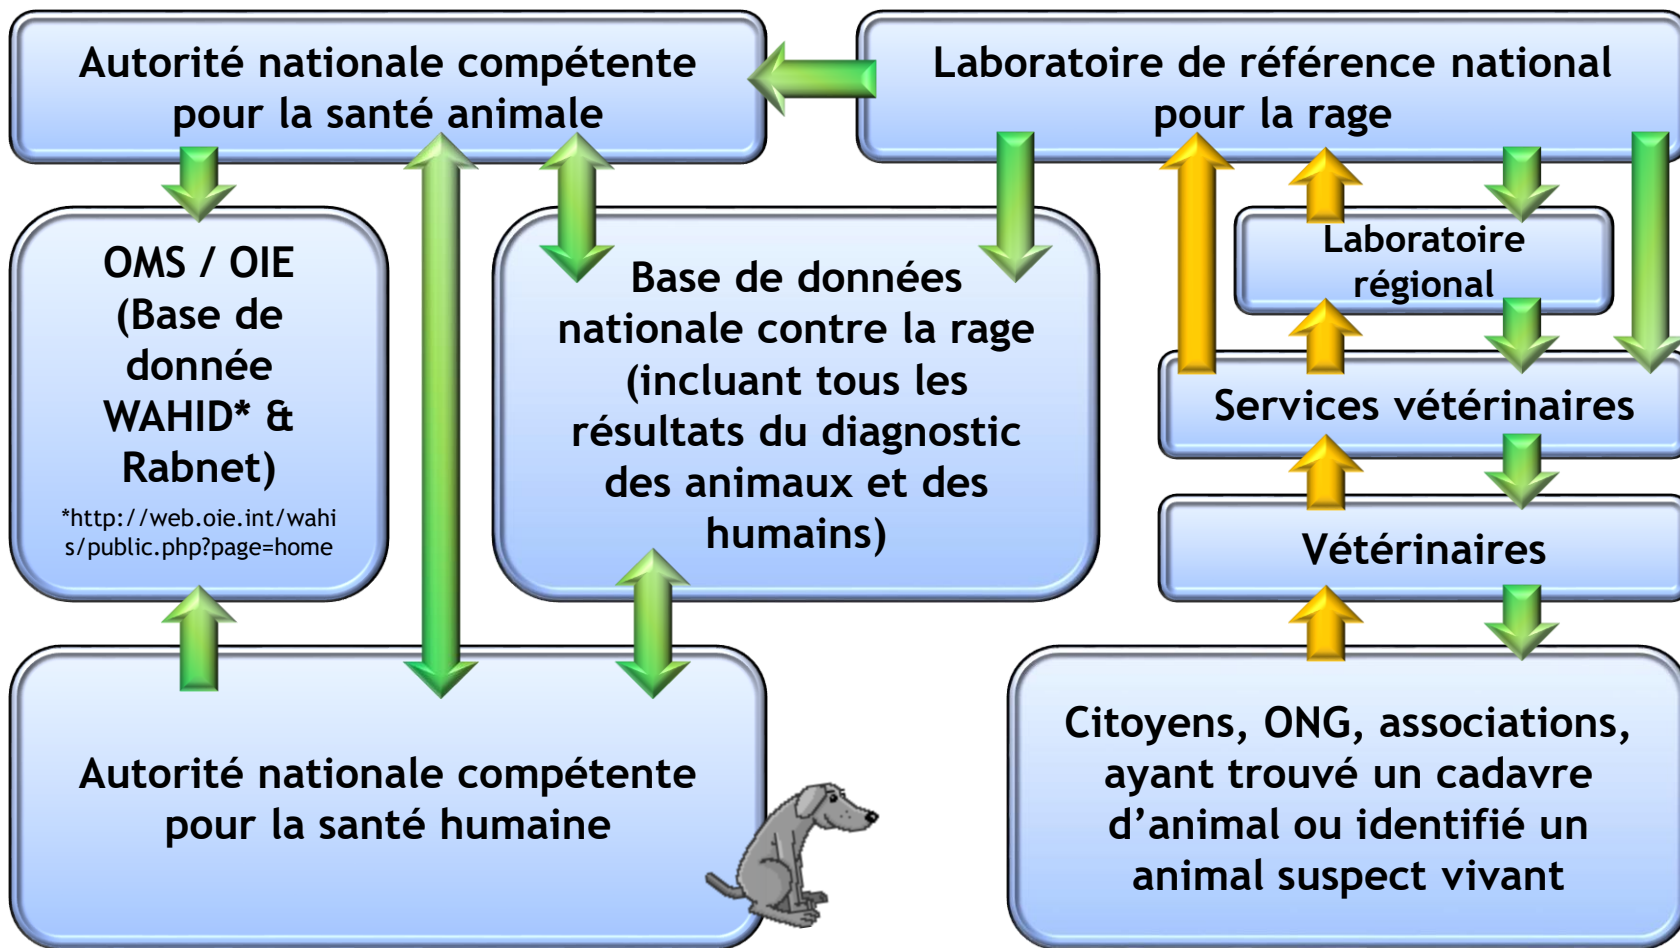 Autorité nationale compétente
pour la santé animale
Laboratoire de référence national
pour la rage
OMS / OIE
(Base de
donnée
WAHID* &
Rabnet)
*http://web.oie.int/wahi
s/public.php?page=home
Base de données
nationale contre la rage
(incluant tous les
résultats du diagnostic
des animaux et des
humains)
Laboratoire
régional
Services vétérinaires
Vétérinaires
Autorité nationale compétente
pour la santé humaine
Citoyens, ONG, associations,
ayant trouvé un cadavre
d’animal ou identifié un
animal suspect vivant